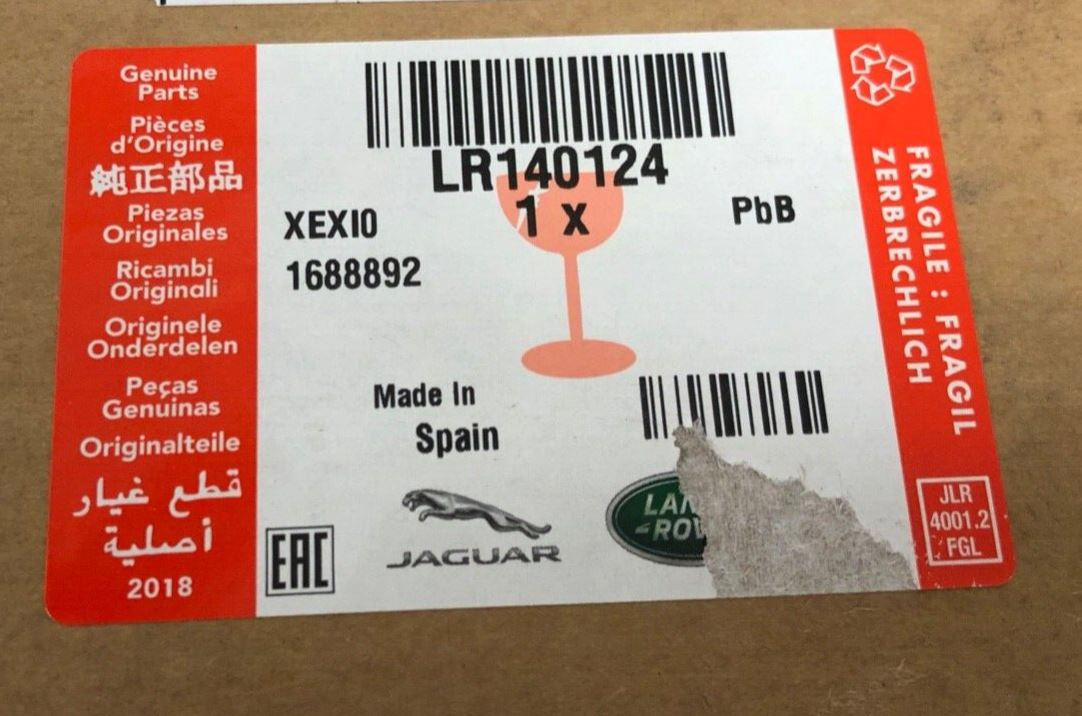 Genuine
Parts
Pièces
d'Origine
純正部品
Piezas
Originales
Ricambi
Originali
Originele
Onderdelen
Peças
Genuinas
Originalteile
قطع غيار
أصلية
2018
LR140124
1 x
XEXIO
PbB
1688892
Made In
Spain
EAC
JAGUAR
FRAGILE : FRAGIL
ZERBRECHLICH
JLR
4001.2
FGL